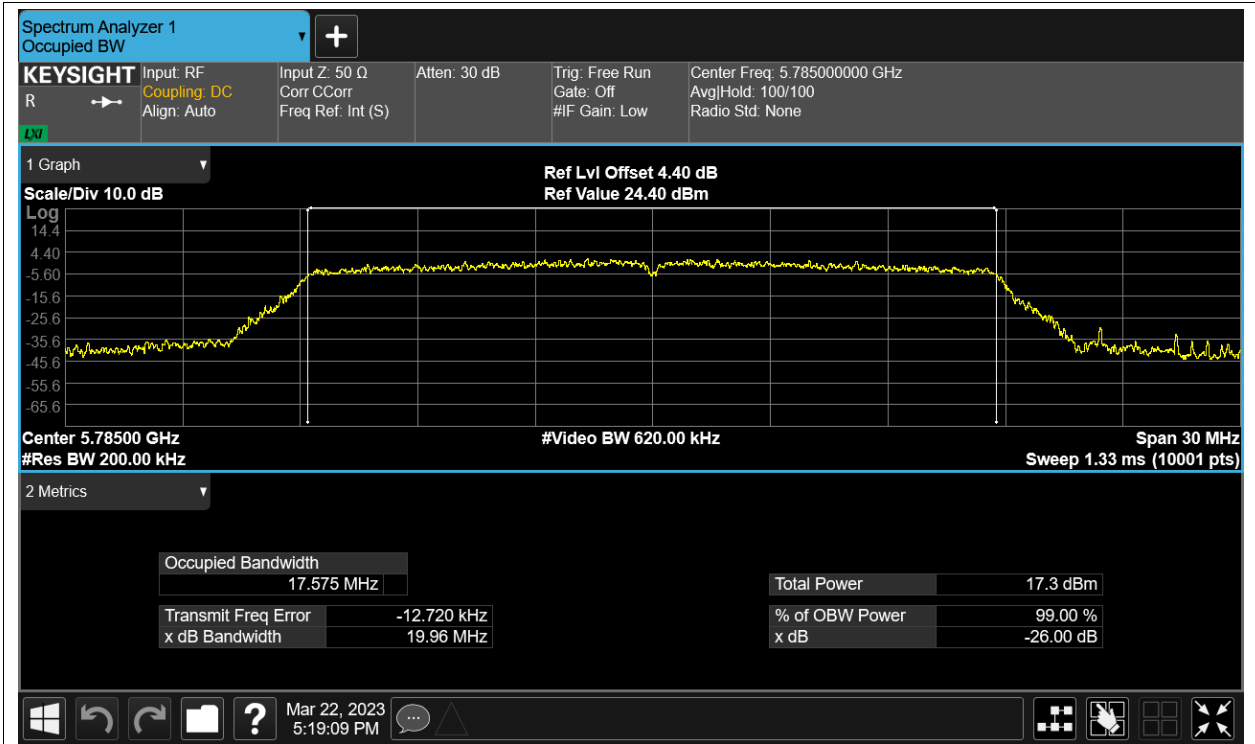 Spectrum Analyzer 1
Occupied BW
KEYSIGHT
R
LXI
Input: RF
Coupling: DC
Align: Auto
Input Z: 50 Ω
Corr CCorr
Freq Ref: Int (S)
Atten: 30 dB
Trig: Free Run
Gate: Off
#IF Gain: Low
Center Freq: 5.785000000 GHz
Avg|Hold: 100/100
Radio Std: None
1 Graph
Scale/Div 10.0 dB
Ref Lvl Offset 4.40 dB
Ref Value 24.40 dBm
Log
14.4
4.40
-5.60
-15.6
-25.6
-35.6
-45.6
-55.6
-65.6
Center 5.78500 GHz
#Res BW 200.00 kHz
#Video BW 620.00 kHz
Span 30 MHz
Sweep 1.33 ms (10001 pts)
2 Metrics
Occupied Bandwidth
17.575 MHz
Transmit Freq Error -12.720 kHz
x dB Bandwidth 19.96 MHz
Total Power 17.3 dBm
% of OBW Power 99.00 %
x dB -26.00 dB
?
Mar 22, 2023
5:19:09 PM